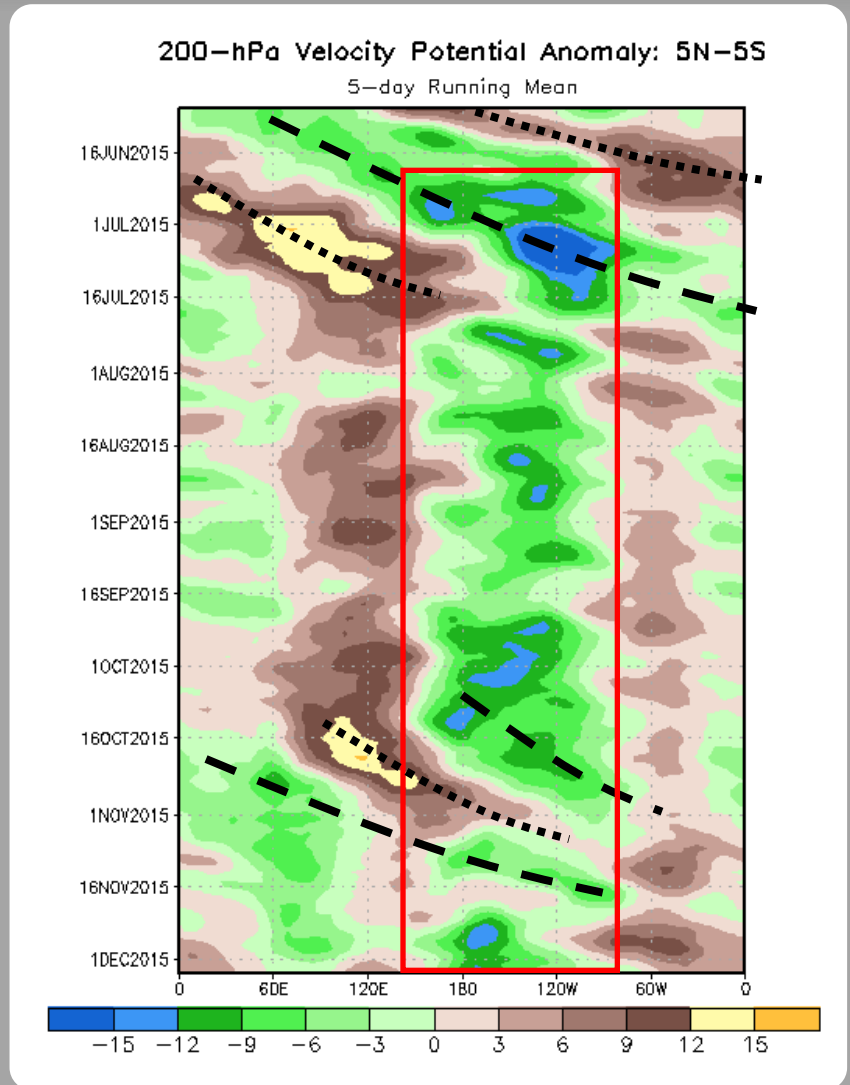 200-hPa Velocity Potential Anomaly: 5N-5S
5-day Running Mean
16JUN2015
1JUL2015
16JUL2015
1AUG2015
16AUG2015
1SEP2015
16SEP2015
1OCT2015
16OCT2015
1NOV2015
16NOV2015
1DEC2015
0 60E 120E 180 120W 60W 0
-15 -12 -9 -6 -3 0 3 6 9 12 15